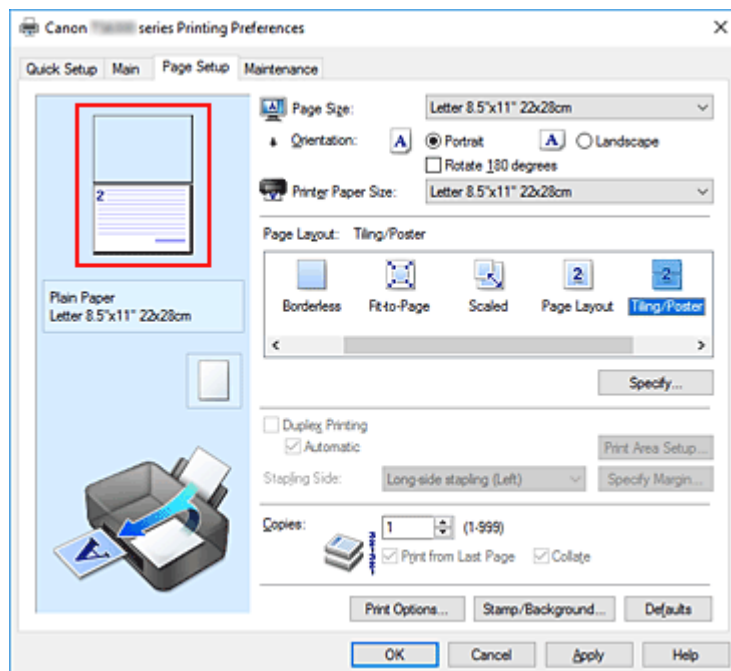 Canon series Printing Preferences
Quick Setup Main Page Setup Maintenance
2
Plain Paper
Letter 8.5"x11" 22x28cm
A
Page Size: Letter 8.5"x11" 22x28cm
Orientation: A Portrait A Landscape
Rotate 180 degrees
Printer Paper Size: Letter 8.5"x11" 22x28cm
Page Layout: Tiling/Poster
2 2
Borderless Fit-to-Page Scaled Page Layout Tiling/Poster
Specify...
Duplex Printing
Automatic Print Area Setup...
Stapling Side: Long-side stapling (Left) Specify Margin...
Copies: 1 (1-999)
Print from Last Page Collate
Print Options... Stamp/Background... Defaults
OK Cancel Apply Help